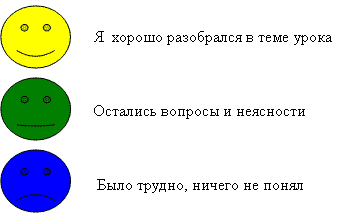 Я хорошо разобрался в теме урока
Остались вопросы и неясности
Было трудно, ничего не понял